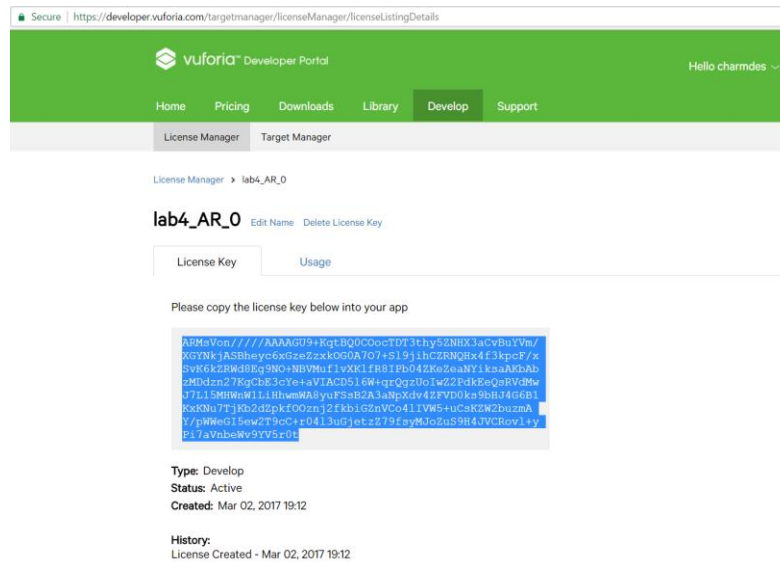 Secure | https://developer.vuforia.com/targetmanager/licenseManager/licenseListingDetails
vuforia™ Developer Portal
Hello charmdes
Home Pricing Downloads Library Develop Support
License Manager Target Manager
License Manager > lab4_AR_0
lab4_AR_0 Edit Name Delete License Key
License Key Usage
Please copy the license key below into your app
Type: Develop
Status: Active
Created: Mar 02, 2017 19:12
History:
License Created - Mar 02, 2017 19:12